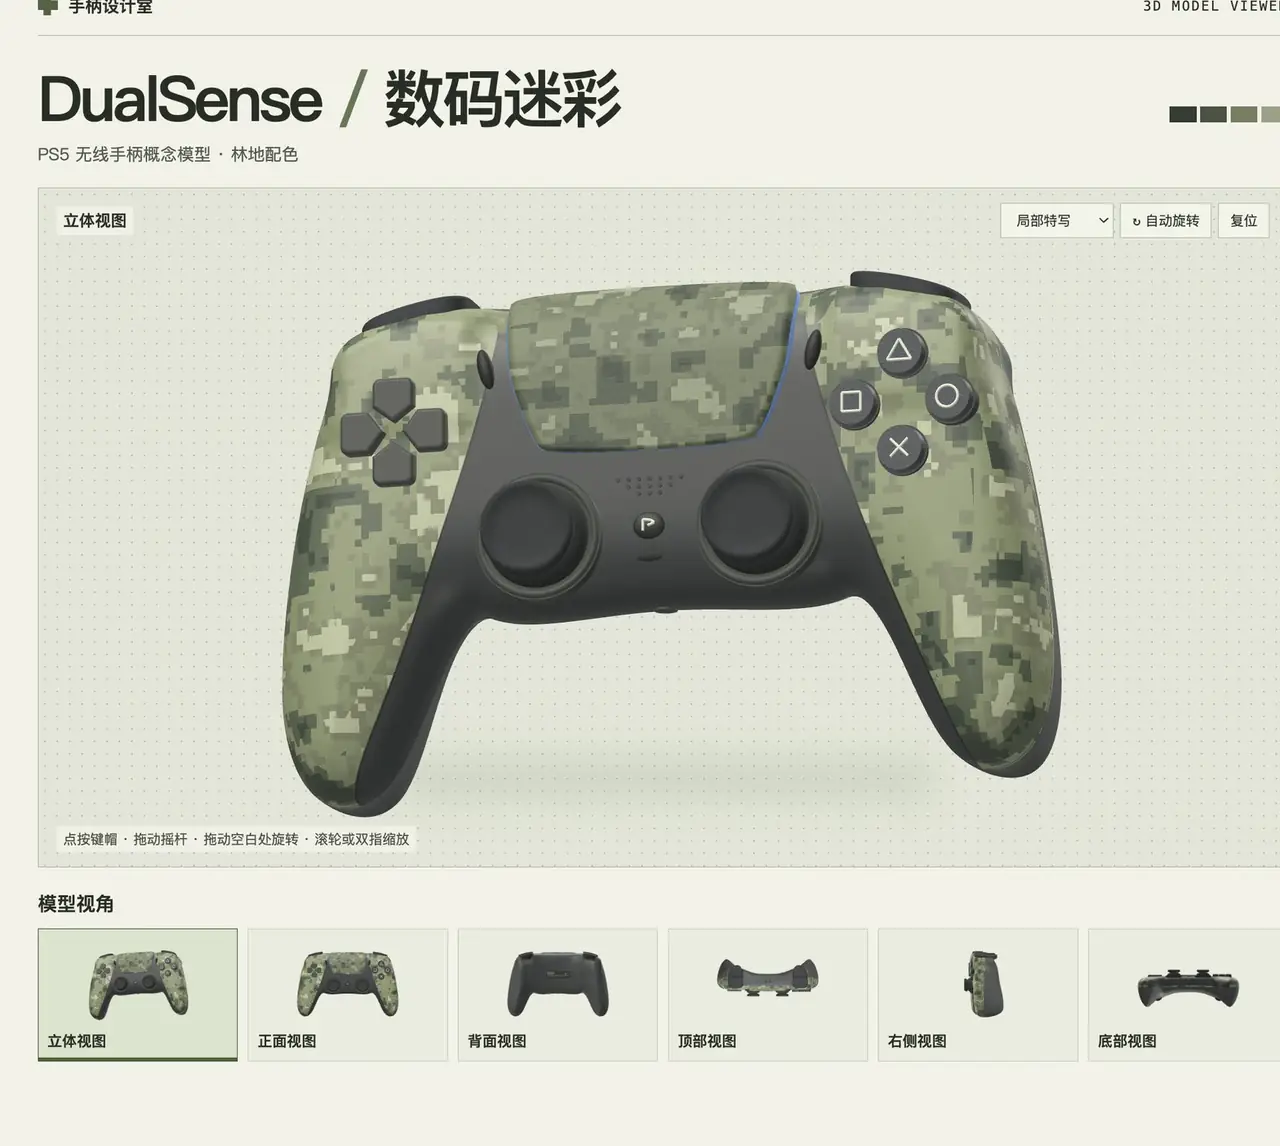 手柄设计室
3D MODEL VIEWE
DualSense / 数码迷彩
PS5 无线手柄概念模型 · 林地配色
立体视图
局部特写
↻ 自动旋转
复位
点按键帽 · 拖动摇杆 · 拖动空白处旋转 · 滚轮或双指缩放
模型视角
立体视图
正面视图
背面视图
顶部视图
右侧视图
底部视图